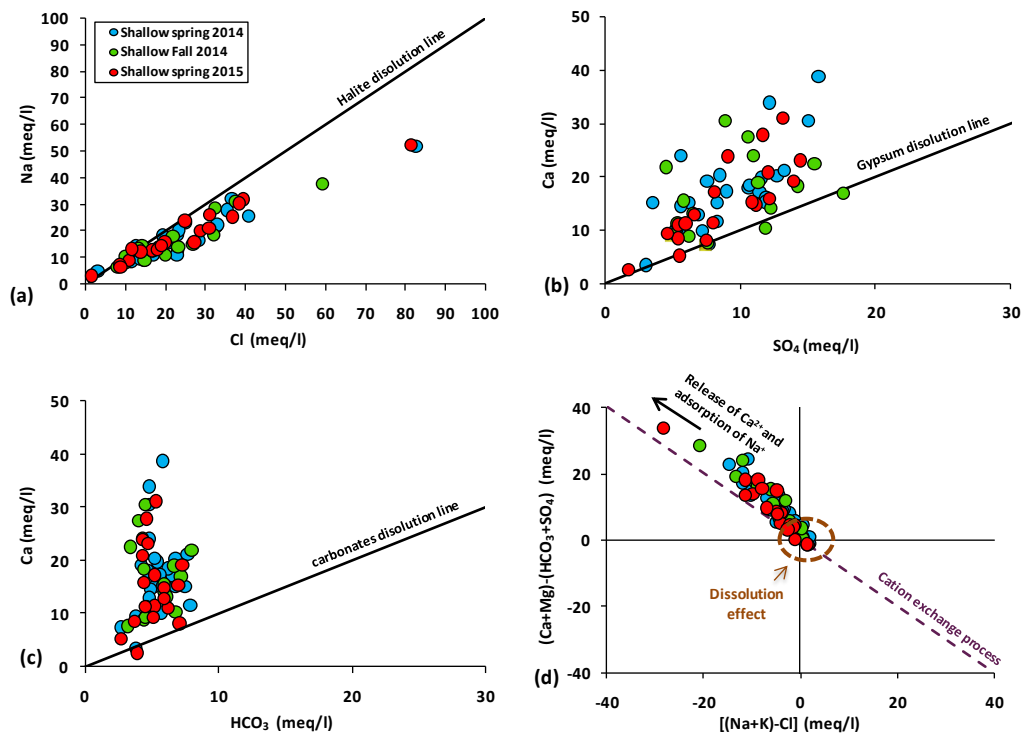 (a)
Na (meq/l)
100
90
80
70
60
50
40
30
20
10
0
0 10 20 30 40 50 60 70 80 90 100
Cl (meq/l)
Shallow spring 2014
Shallow Fall 2014
Shallow spring 2015
Halite disolution line
(b)
Ca (meq/l)
50
40
30
20
10
0
0 10 20 30
SO₄ (meq/l)
Gypsum disolution line
(c)
Ca (meq/l)
50
40
30
20
10
0
0 10 20 30
HCO₃ (meq/l)
carbonates disolution line
(d)
(Ca+Mg)-(HCO₃+SO₄) (meq/l)
40
20
0
-20
-40
-40 -20 0 20 40
[(Na+K)-Cl] (meq/l)
Release of Ca²⁺ and
adsorption of Na⁺
Dissolution
effect
Cation exchange process